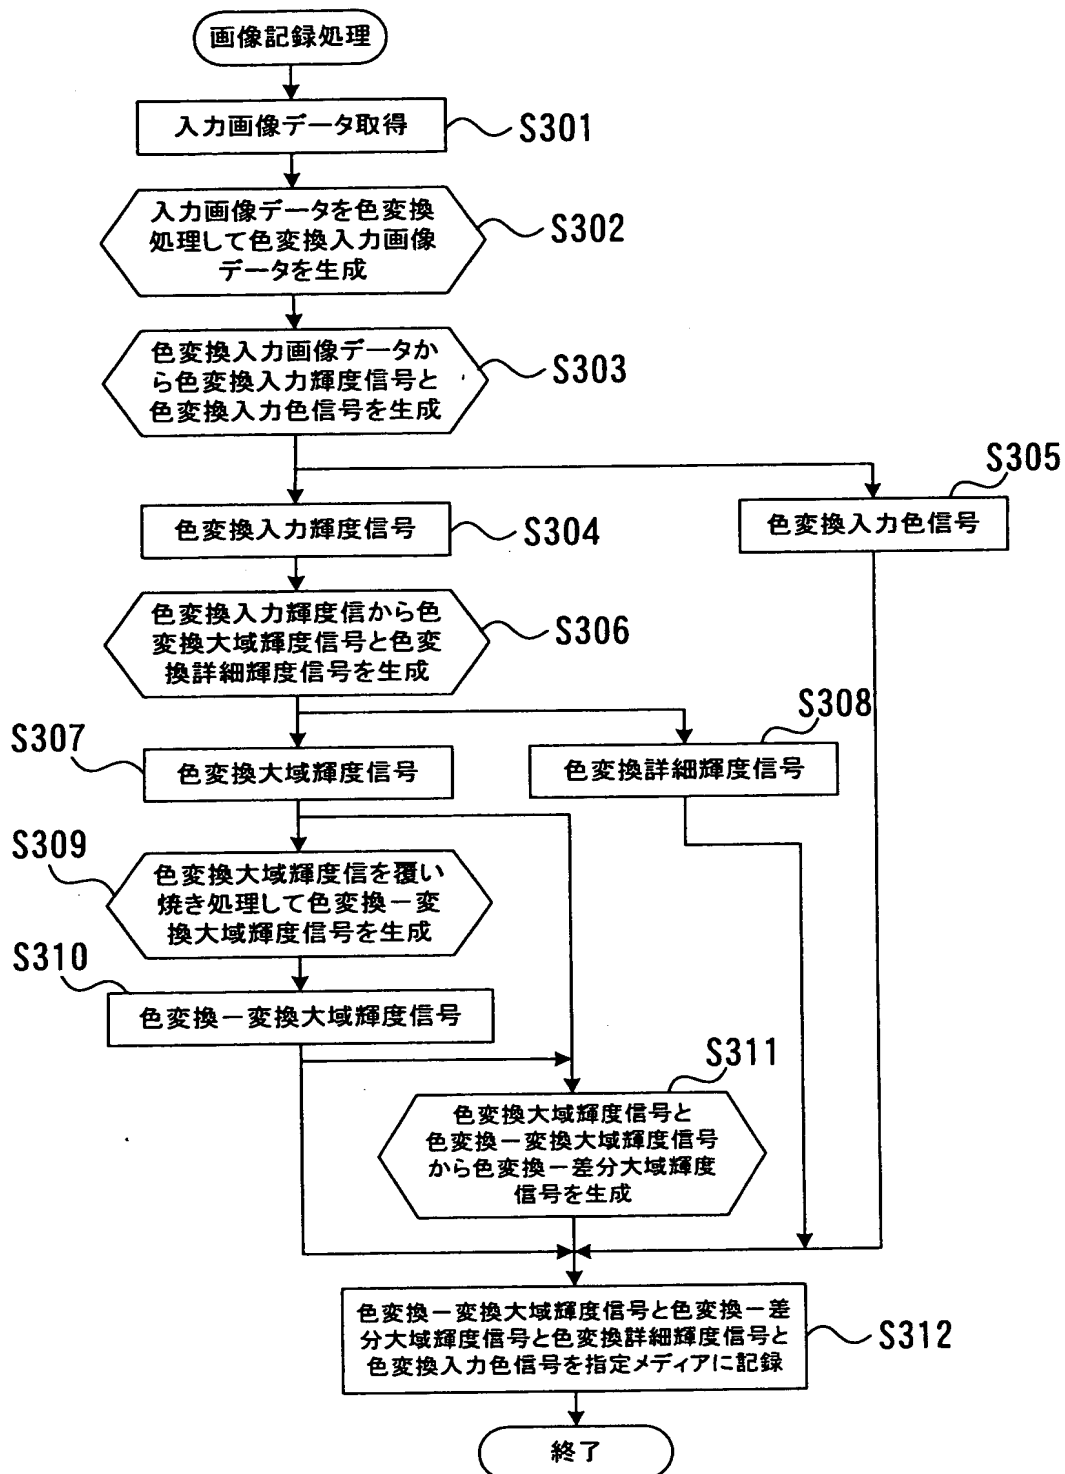 画像記録処理
入力画像データ取得
S301
入力画像データを色変換
処理して色変換入力画像
データを生成
S302
色変換入力画像データか
ら色変換入力輝度信号と
色変換入力色信号を生成
S303
S305
色変換入力輝度信号
S304
色変換入力色信号
色変換入力輝度信から色
変換大域輝度信号と色変
換詳細輝度信号を生成
S306
S307
色変換大域輝度信号
S308
色変換詳細輝度信号
S309
色変換大域輝度信を覆い
焼き処理して色変換－変
換大域輝度信号を生成
S310
色変換－変換大域輝度信号
S311
色変換大域輝度信号と
色変換－変換大域輝度信号
から色変換－差分大域輝度
信号を生成
色変換－変換大域輝度信号と色変換－差
分大域輝度信号と色変換詳細輝度信号と
色変換入力色信号を指定メディアに記録
S312
終了